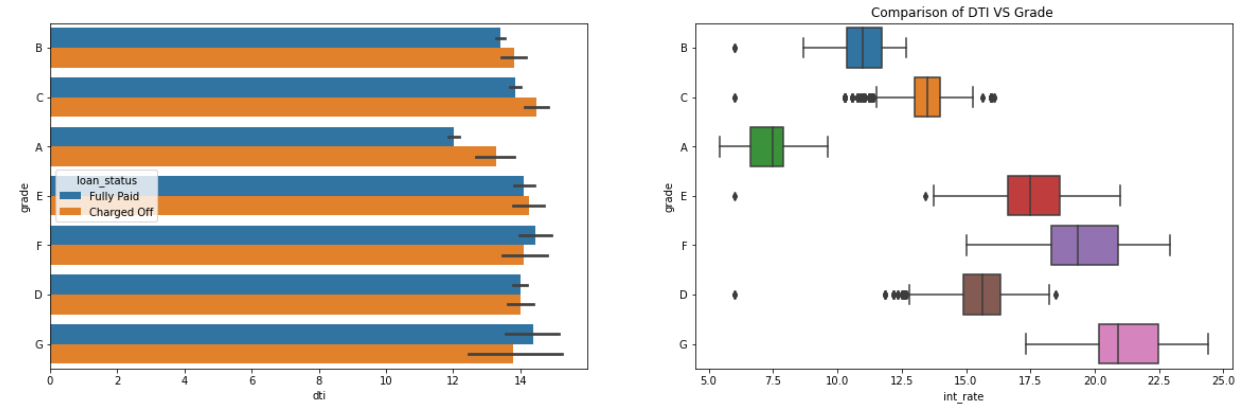 B
C
A
E
F
D
G
grade
loan_status
Fully Paid
Charged Off
0 2 4 6 8 10 12 14
dti
Comparison of DTI VS Grade
B
C
A
E
F
D
G
grade
5.0 7.5 10.0 12.5 15.0 17.5 20.0 22.5 25.0
int_rate